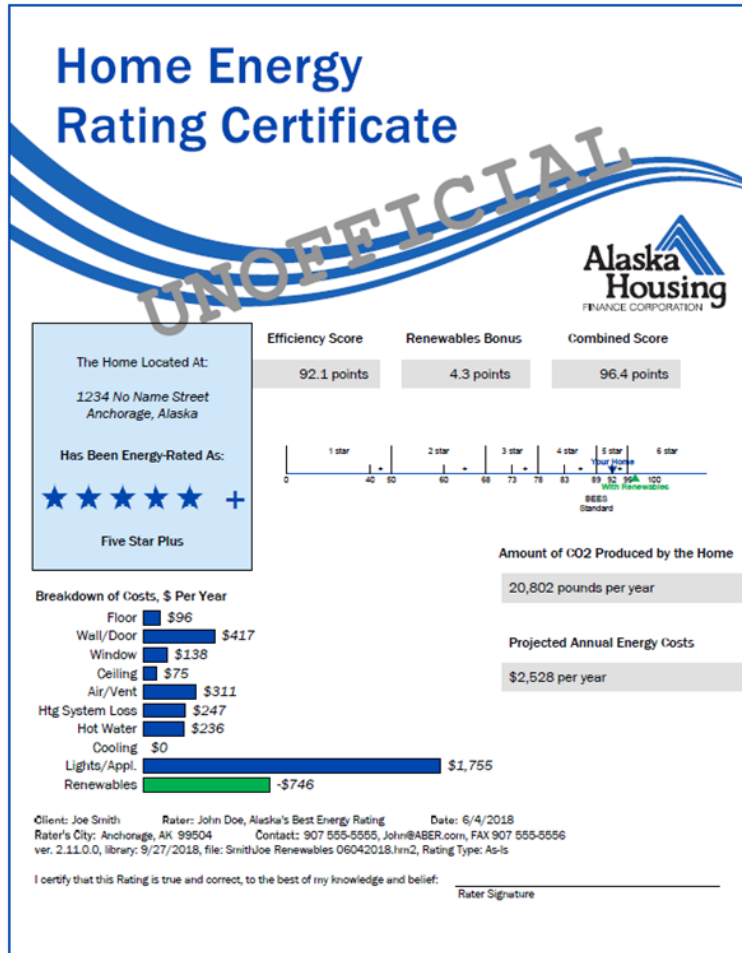 Home Energy
Rating Certificate
UNOFFICIAL
Alaska
Housing
FINANCE CORPORATION
The Home Located At:
1234 No Name Street
Anchorage, Alaska
Has Been Energy-Rated As:
+
Five Star Plus
Efficiency Score Renewables Bonus Combined Score
92.1 points 4.3 points 96.4 points
1 star 2 star 3 star 4 star 5 star 6 star
Your Home
+ + + + +
0 40 50 60 68 73 78 83 89 92 95 100
With Renewables
BEES
Standard
Amount of CO2 Produced by the Home
20,802 pounds per year
Projected Annual Energy Costs
$2,528 per year
Breakdown of Costs, $ Per Year
Floor $96
Wall/Door $417
Window $138
Ceiling $75
Air/Vent $311
Htg System Loss $247
Hot Water $236
Cooling $0
Lights/Appl. $1,755
Renewables -$746
Client: Joe Smith Rater: John Doe, Alaska's Best Energy Rating Date: 6/4/2018
Rater's City: Anchorage, AK 99504 Contact: 907 555-5555, John@ABER.com, FAX 907 555-5556
ver. 2.11.0.0, library: 9/27/2018, file: SmithJoe Renewables 06042018.hm2, Rating Type: As-Is
I certify that this Rating is true and correct, to the best of my knowledge and belief:
Rater Signature